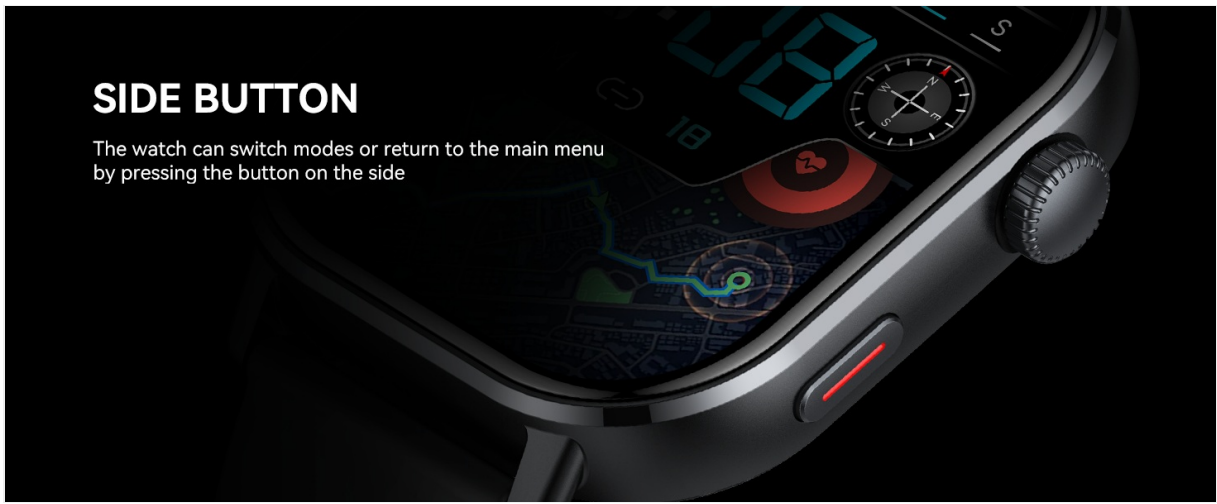 SIDE BUTTON
The watch can switch modes or return to the main menu
by pressing the button on the side
S
18
N
W
E
S